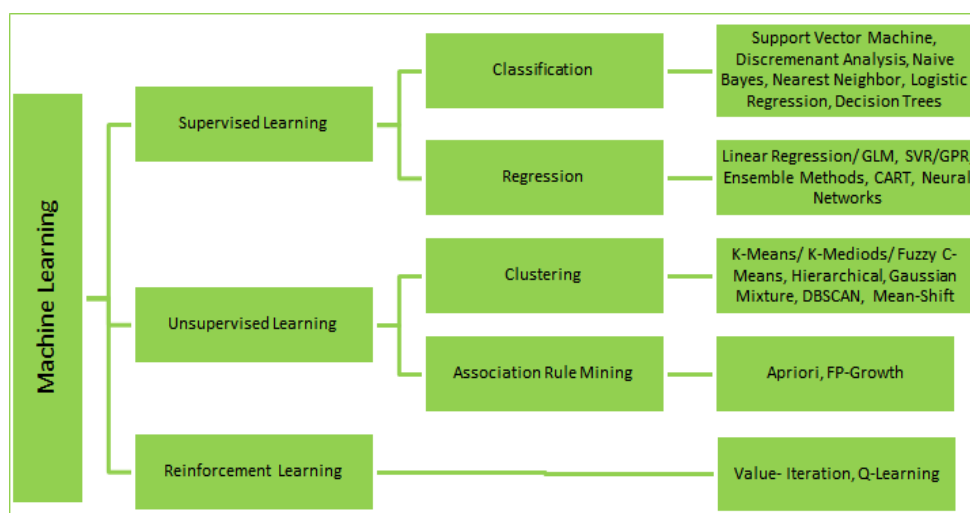 Machine Learning
Supervised Learning
Classification
Support Vector Machine,
Discremenant Analysis, Naive
Bayes, Nearest Neighbor, Logistic
Regression, Decision Trees
Regression
Linear Regression/ GLM, SVR/GPR,
Ensemble Methods, CART, Neural
Networks
Unsupervised Learning
Clustering
K-Means/ K-Mediods/ Fuzzy C-
Means, Hierarchical, Gaussian
Mixture, DBSCAN, Mean-Shift
Association Rule Mining
Apriori, FP-Growth
Reinforcement Learning
Value- Iteration, Q-Learning